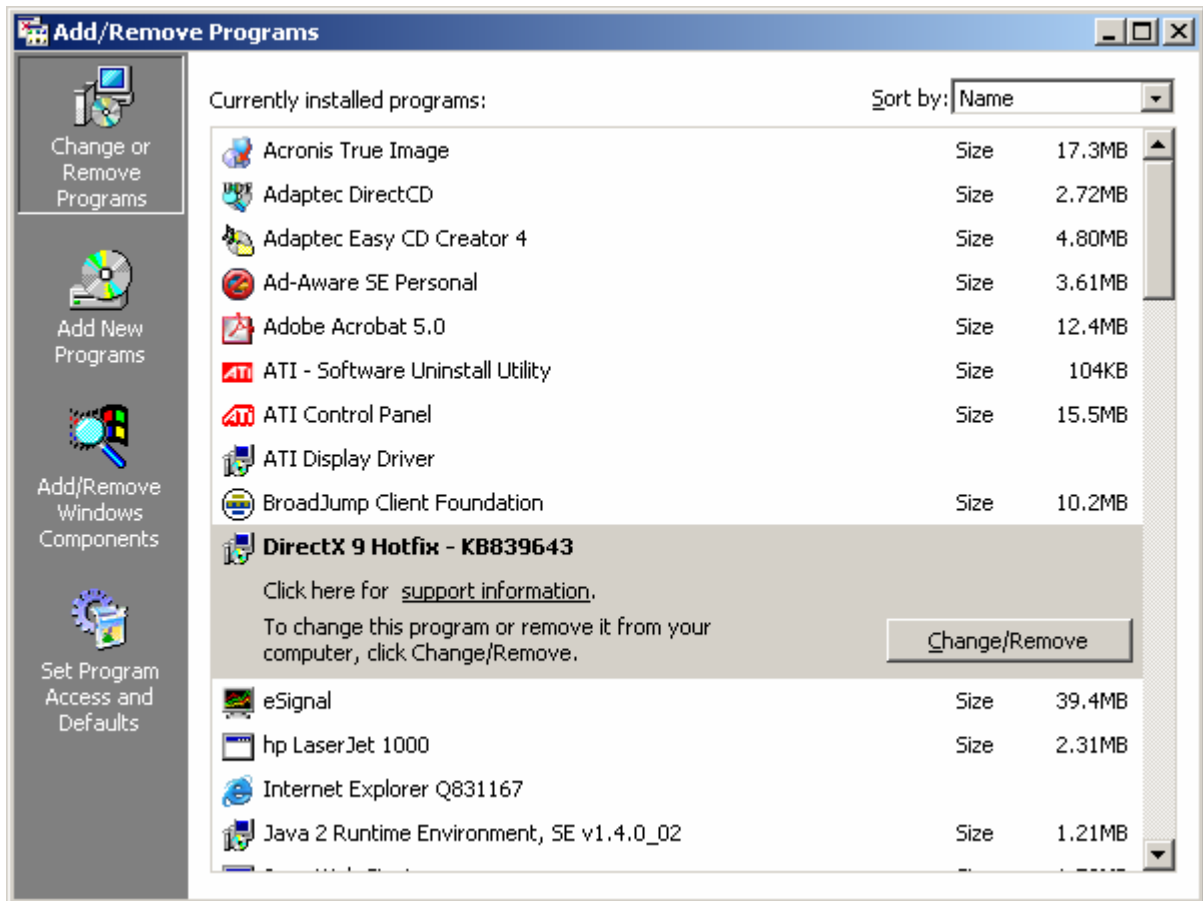 Add/Remove Programs
Change or
Remove
Programs
Add New
Programs
Add/Remove
Windows
Components
Set Program
Access and
Defaults
Currently installed programs:
Sort by: Name
Acronis True Image Size 17.3MB
Adaptec DirectCD Size 2.72MB
Adaptec Easy CD Creator 4 Size 4.80MB
Ad-Aware SE Personal Size 3.61MB
Adobe Acrobat 5.0 Size 12.4MB
ATI - Software Uninstall Utility Size 104KB
ATI Control Panel Size 15.5MB
ATI Display Driver
BroadJump Client Foundation Size 10.2MB
DirectX 9 Hotfix - KB839643
Click here for support information.
To change this program or remove it from your
computer, click Change/Remove.
Change/Remove
eSignal Size 39.4MB
hp LaserJet 1000 Size 2.31MB
Internet Explorer Q831167
Java 2 Runtime Environment, SE v1.4.0_02 Size 1.21MB